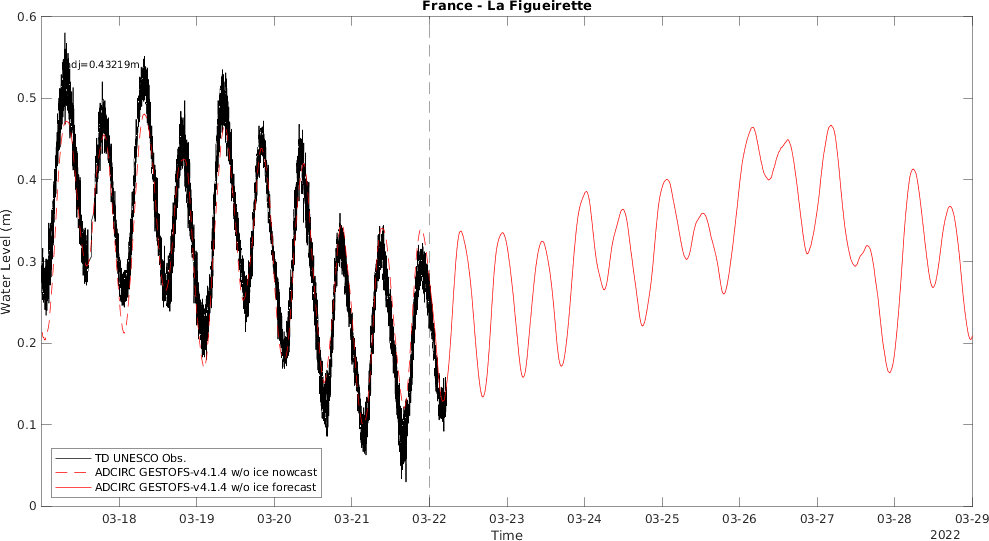 France - La Figueirette
0.6
0.5
0.4
0.3
0.2
0.1
0
Water Level (m)
adj=0.43219m
TD UNESCO Obs.
ADCIRC GESTOFS-v4.1.4 w/o ice nowcast
ADCIRC GESTOFS-v4.1.4 w/o ice forecast
03-18 03-19 03-20 03-21 03-22 03-23 03-24 03-25 03-26 03-27 03-28 03-29
Time
2022